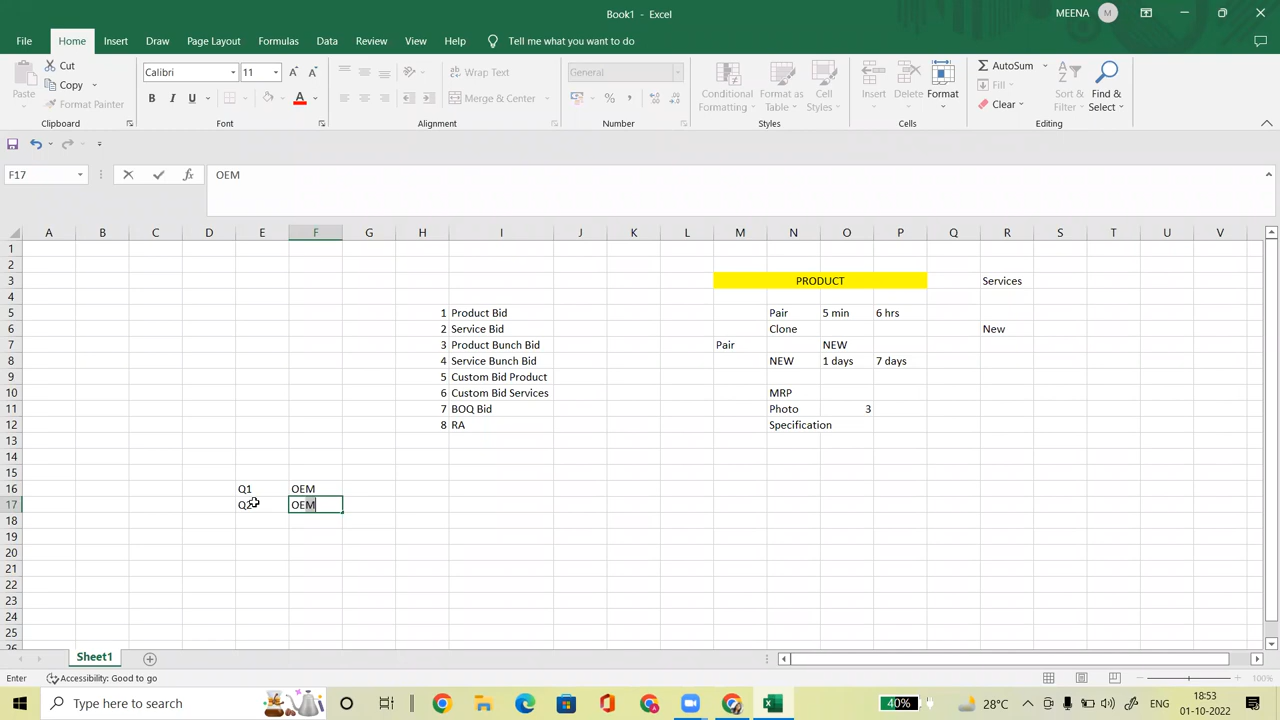 Book1 - Excel
MEENA M
File Home Insert Draw Page Layout Formulas Data Review View Help Tell me what you want to do
Paste
Cut
Copy
Format Painter
Clipboard
Calibri 11 A A
B I U A
Font
Wrap Text
Merge & Center
Alignment
General
% ,
Number
Conditional Formatting
Format as Table
Cell Styles
Styles
Insert Delete Format
Cells
AutoSum
Fill
Clear
Sort & Filter
Find & Select
Editing
F17 fx OEM
A B C D E F G H I J K L M N O P Q R S T U V
1
2
3 PRODUCT Services
4
5 1 Product Bid Pair 5 min 6 hrs
6 2 Service Bid Clone New
7 3 Product Bunch Bid Pair NEW
8 4 Service Bunch Bid NEW 1 days 7 days
9 5 Custom Bid Product
10 6 Custom Bid Services MRP
11 7 BOQ Bid Photo 3
12 8 RA Specification
13
14
15
16 Q1 OEM
17 Q2 OEM
18
19
20
21
22
23
24
25
26
Sheet1
Enter Accessibility: Good to go 100%
Type here to search 40% 28°C ENG 18:53
01-10-2022